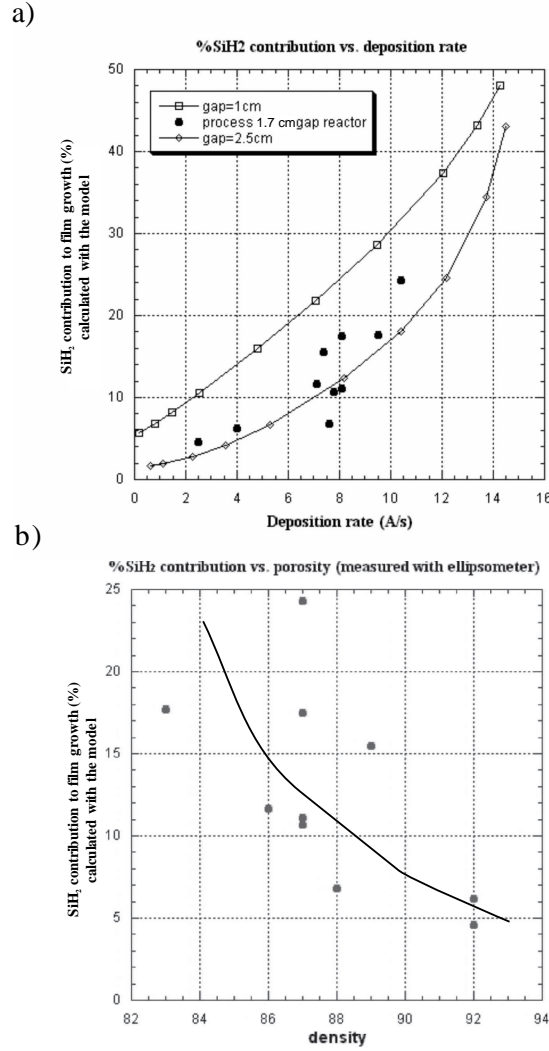 a)
%SiH2 contribution vs. deposition rate
SiH₂ contribution to film growth (%)
calculated with the model
50
40
30
20
10
0
gap=1cm
process 1.7 cmgap reactor
gap=2.5cm
0 2 4 6 8 10 12 14 16
Deposition rate (A/s)
b)
%SiH₂ contribution vs. porosity (measured with ellipsometer)
SiH₂ contribution to film growth (%)
calculated with the model
25
20
15
10
5
0
82 84 86 88 90 92 94
density